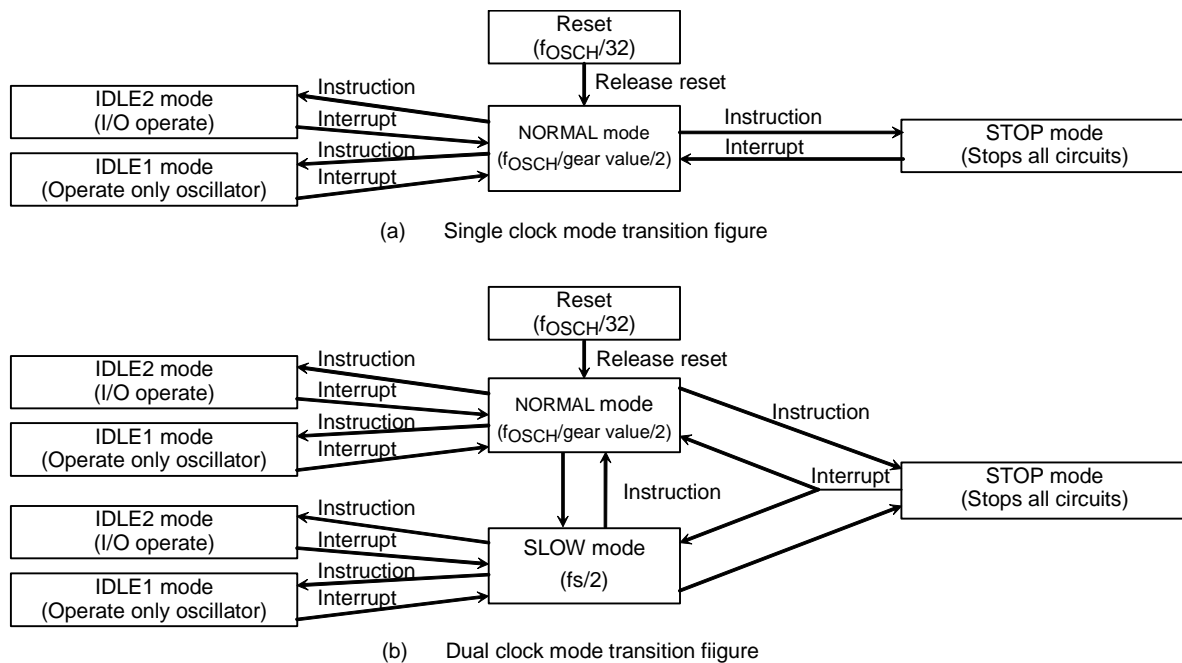 Reset
(fOSCH/32)
Release reset
Instruction
IDLE2 mode
(I/O operate)
Interrupt
Instruction
IDLE1 mode
(Operate only oscillator)
Interrupt
NORMAL mode
(fOSCH/gear value/2)
Instruction
Interrupt
STOP mode
(Stops all circuits)
(a) Single clock mode transition figure
Reset
(fOSCH/32)
Release reset
Instruction
IDLE2 mode
(I/O operate)
Interrupt
Instruction
IDLE1 mode
(Operate only oscillator)
Interrupt
NORMAL mode
(fOSCH/gear value/2)
Instruction
Interrupt
STOP mode
(Stops all circuits)
Instruction
Instruction
IDLE2 mode
(I/O operate)
Interrupt
Instruction
IDLE1 mode
(Operate only oscillator)
Interrupt
SLOW mode
(fs/2)
(b) Dual clock mode transition fiigure